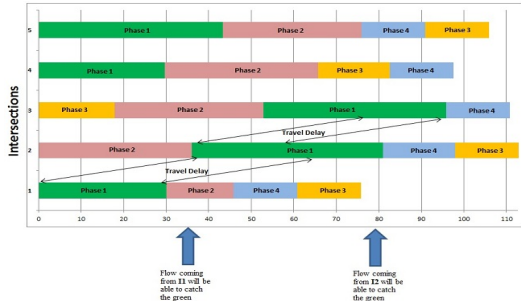 Intersections
5
Phase 1 Phase 2 Phase 4 Phase 3
4
Phase 1 Phase 2 Phase 3 Phase 4
3
Phase 3 Phase 2 Phase 1 Phase 4
Travel Delay
2
Phase 2 Phase 1 Phase 4 Phase 3
Travel Delay
1
Phase 1 Phase 2 Phase 4 Phase 3
0 10 20 30 40 50 60 70 80 90 100 110
Flow coming
from I1 will be
able to catch
the green
Flow coming
from I2 will be
able to catch
the green